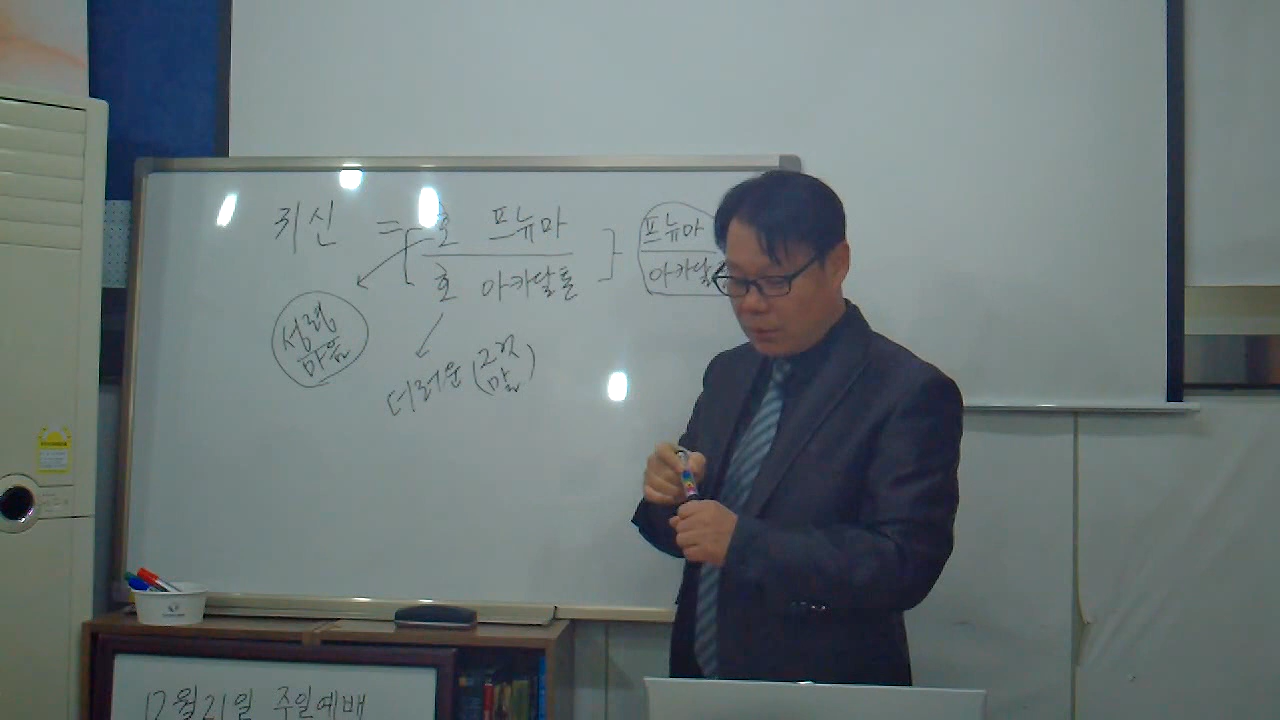 귀신 = 호 프뉴마
호 아카달톤
프뉴마
아카달
성령
마음
더러운 (그것
말)
12월21일 주일예배